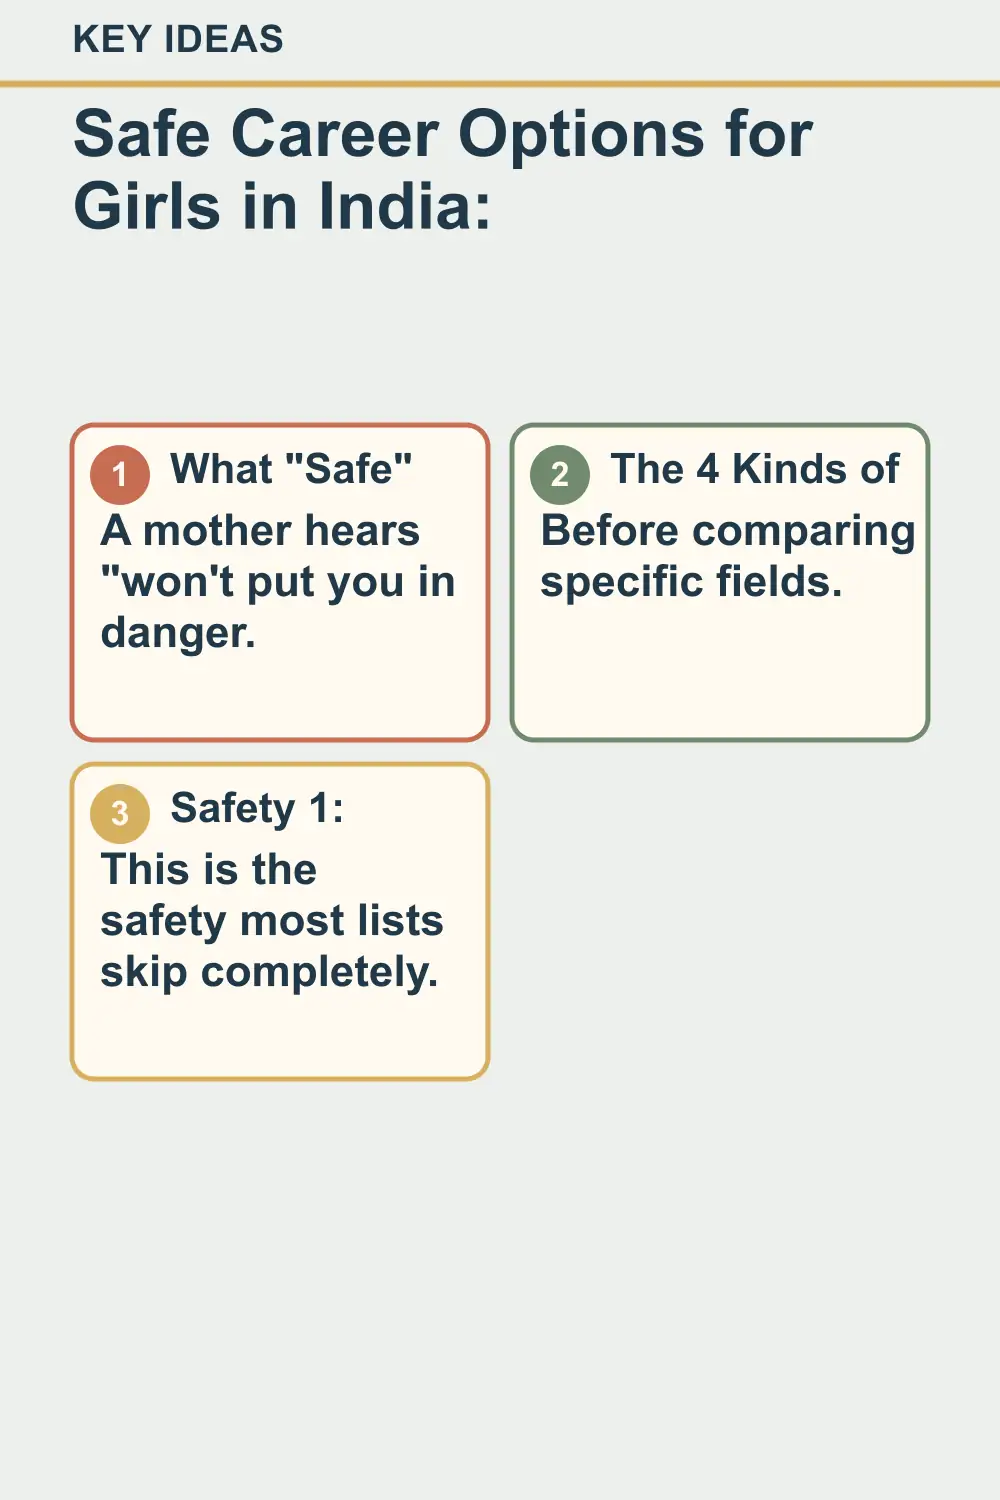 KEY IDEAS
Safe Career Options for
Girls in India:
1 What "Safe"
A mother hears
"won't put you in
danger.
2 The 4 Kinds of
Before comparing
specific fields.
3 Safety 1:
This is the
safety most lists
skip completely.